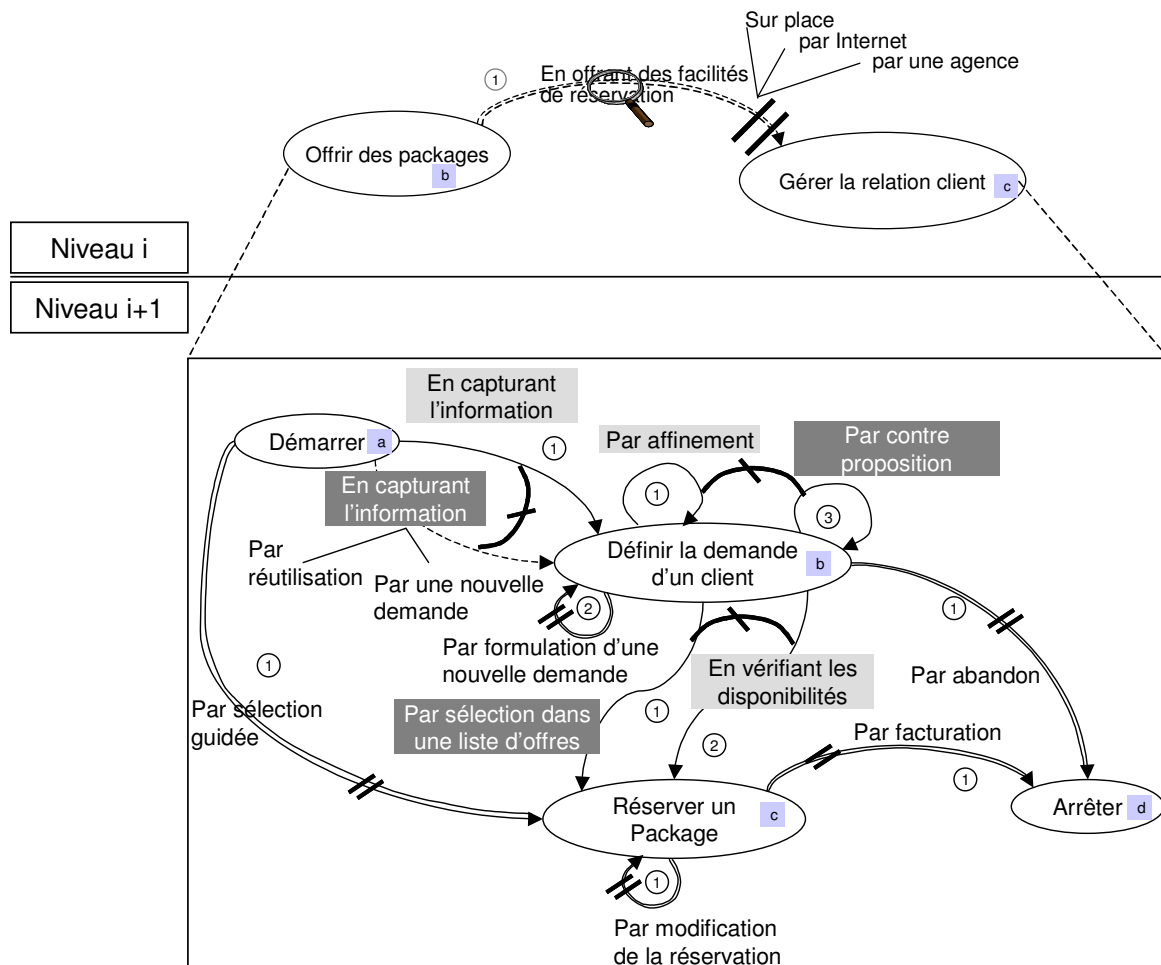 Sur place
par Internet
par une agence
1
En offrant des facilités
de réservation
Offrir des packages
b
Gérer la relation client
c
Niveau i
Niveau i+1
En capturant
l'information
Démarrer
a
1
Par affinement
1
Par contre
proposition
3
En capturant
l'information
Par
réutilisation
Par une nouvelle
demande
Définir la demande
d'un client
b
2
Par formulation d'une
nouvelle demande
1
Par abandon
1
Par sélection
guidée
Par sélection dans
une liste d'offres
1
En vérifiant les
disponibilités
2
Par facturation
1
Réserver un
Package
c
Arrêter
d
1
Par modification
de la réservation